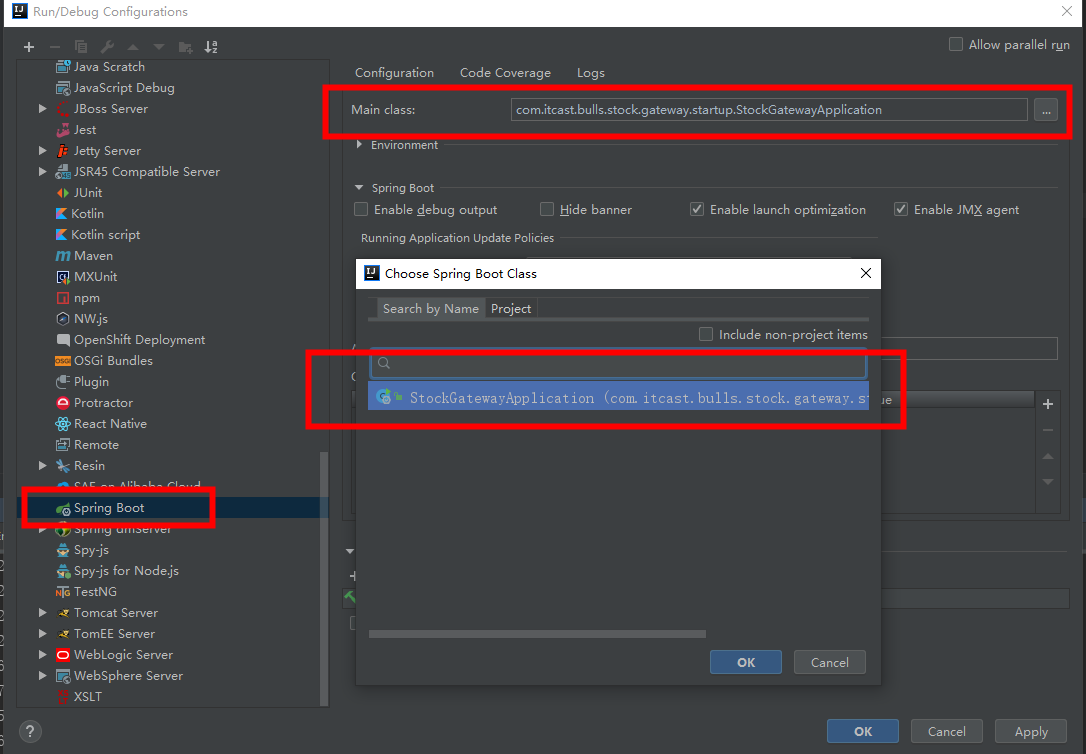 Run/Debug Configurations
Allow parallel run
Java Scratch
JavaScript Debug
JBoss Server
Jest
Jetty Server
JSR45 Compatible Server
JUnit
Kotlin
Kotlin script
Maven
MXUnit
npm
NW.js
OpenShift Deployment
OSGi Bundles
Plugin
Protractor
React Native
Remote
Resin
SAE on Alibaba Cloud
Spring Boot
Spring dmServer
Spy-js
Spy-js for Node.js
TestNG
Tomcat Server
TomEE Server
WebLogic Server
WebSphere Server
XSLT
Configuration Code Coverage Logs
Main class: com.itcast.bulls.stock.gateway.startup.StockGatewayApplication ...
Environment
Spring Boot
Enable debug output Hide banner Enable launch optimization Enable JMX agent
Running Application Update Policies
Choose Spring Boot Class
Search by Name Project
Include non-project items
StockGatewayApplication (com.itcast.bulls.stock.gateway.st
ue
OK Cancel
? OK Cancel Apply